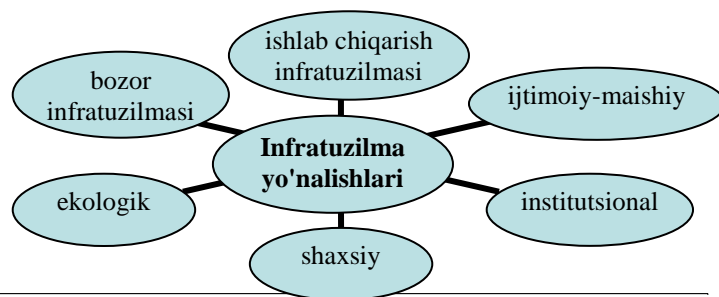 ishlab chiqarish
infratuzilmasi
bozor
infratuzilmasi
ijtimoiy-maishiy
Infratuzilma
yo'nalishlari
ekologik
institutsional
shaxsiy